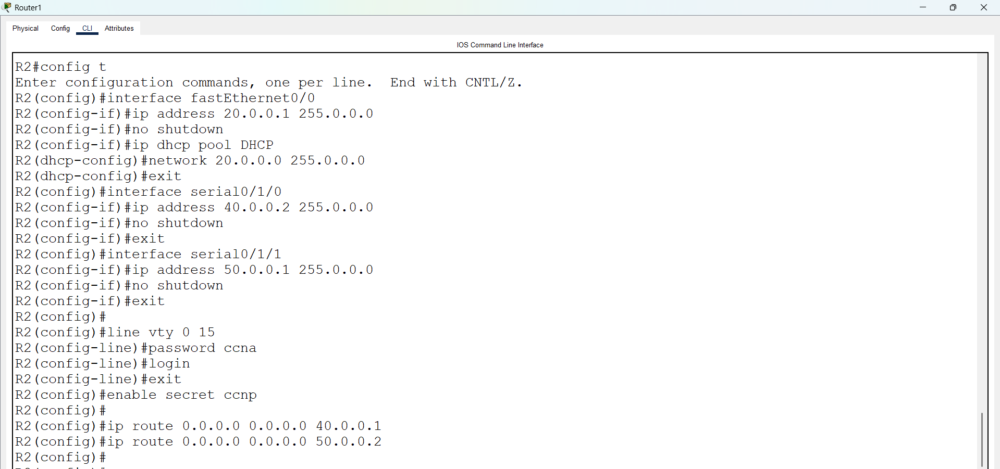 Router1
Physical Config CLI Attributes
IOS Command Line Interface
R2#config t
Enter configuration commands, one per line.  End with CNTL/Z.
R2(config)#interface fastEthernet0/0
R2(config-if)#ip address 20.0.0.1 255.0.0.0
R2(config-if)#no shutdown
R2(config-if)#ip dhcp pool DHCP
R2(dhcp-config)#network 20.0.0.0 255.0.0.0
R2(dhcp-config)#exit
R2(config)#interface serial0/1/0
R2(config-if)#ip address 40.0.0.2 255.0.0.0
R2(config-if)#no shutdown
R2(config-if)#exit
R2(config)#interface serial0/1/1
R2(config-if)#ip address 50.0.0.1 255.0.0.0
R2(config-if)#no shutdown
R2(config-if)#exit
R2(config)#
R2(config)#line vty 0 15
R2(config-line)#password ccna
R2(config-line)#login
R2(config-line)#exit
R2(config)#enable secret ccnp
R2(config)#
R2(config)#ip route 0.0.0.0 0.0.0.0 40.0.0.1
R2(config)#ip route 0.0.0.0 0.0.0.0 50.0.0.2
R2(config)#